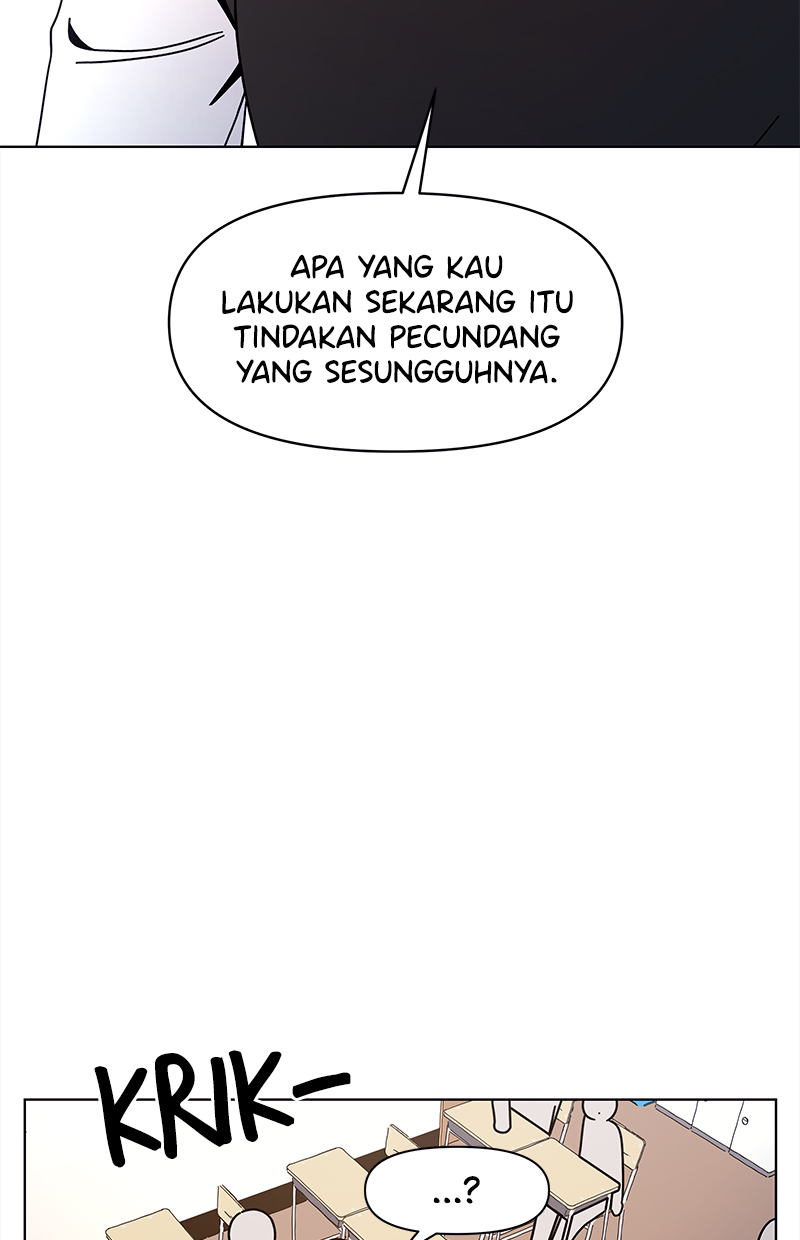 APA YANG KAU
LAKUKAN SEKARANG ITU
TINDAKAN PECUNDANG
YANG SESUNGGUHNYA.
KRIK-
...?